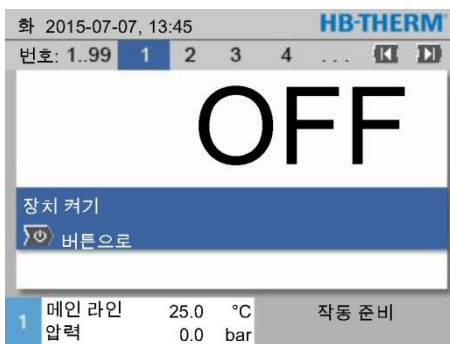 화 2015-07-07, 13:45 HB-THERM
번호: 1..99 1 2 3 4 ...
OFF
장치 켜기
버튼으로
1 메인 라인 25.0 °C 작동 준비
압력 0.0 bar